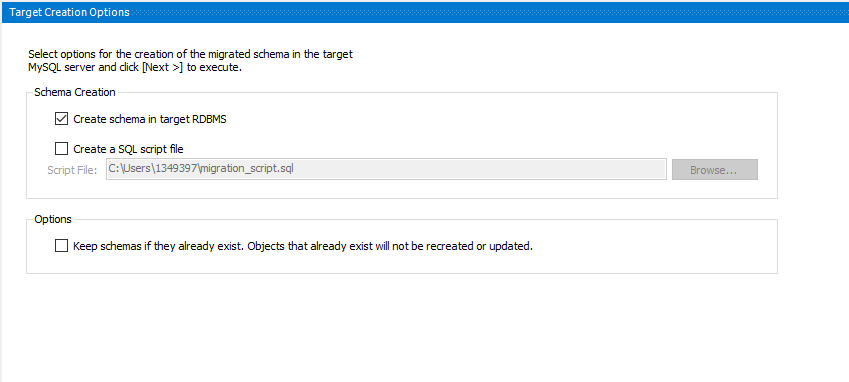 Target Creation Options
Select options for the creation of the migrated schema in the target
MySQL server and click [Next >] to execute.
Schema Creation
Create schema in target RDBMS
Create a SQL script file
Script File: C:\Users\1349397\migration_script.sql Browse...
Options
Keep schemas if they already exist. Objects that already exist will not be recreated or updated.